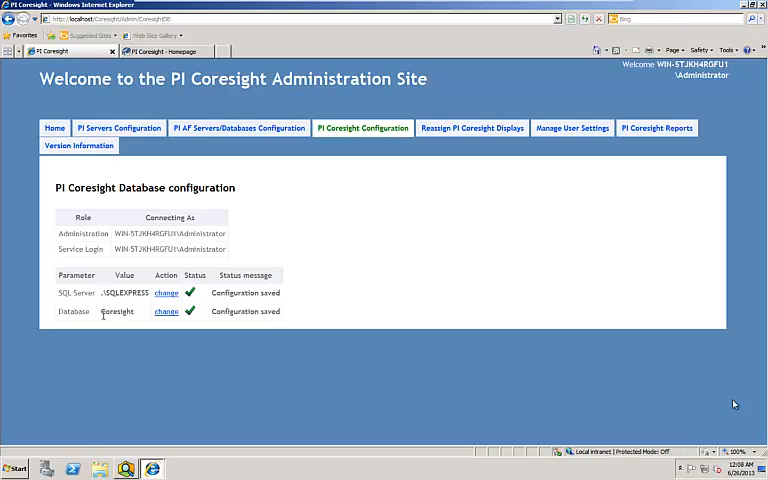 PI Coresight - Windows Internet Explorer
http://localhost/Coresight/Admin/CoresightDB
Bing
Favorites Suggested Sites Web Slice Gallery
PI Coresight PI Coresight - Homepage Page Safety Tools
Welcome WIN-5TJKH4RGFU1
\Administrator
Welcome to the PI Coresight Administration Site
Home PI Servers Configuration PI AF Servers/Databases Configuration PI Coresight Configuration Reassign PI Coresight Displays Manage User Settings PI Coresight Reports
Version Information
PI Coresight Database configuration
Role Connecting As
Administration WIN-5TJKH4RGFU1\Administrator
Service Login WIN-5TJKH4RGFU1\Administrator
Parameter Value Action Status Status message
SQL Server .\SQLEXPRESS change Configuration saved
Database Coresight change Configuration saved
Local intranet | Protected Mode: Off 100%
Start
12:08 AM
6/26/2013